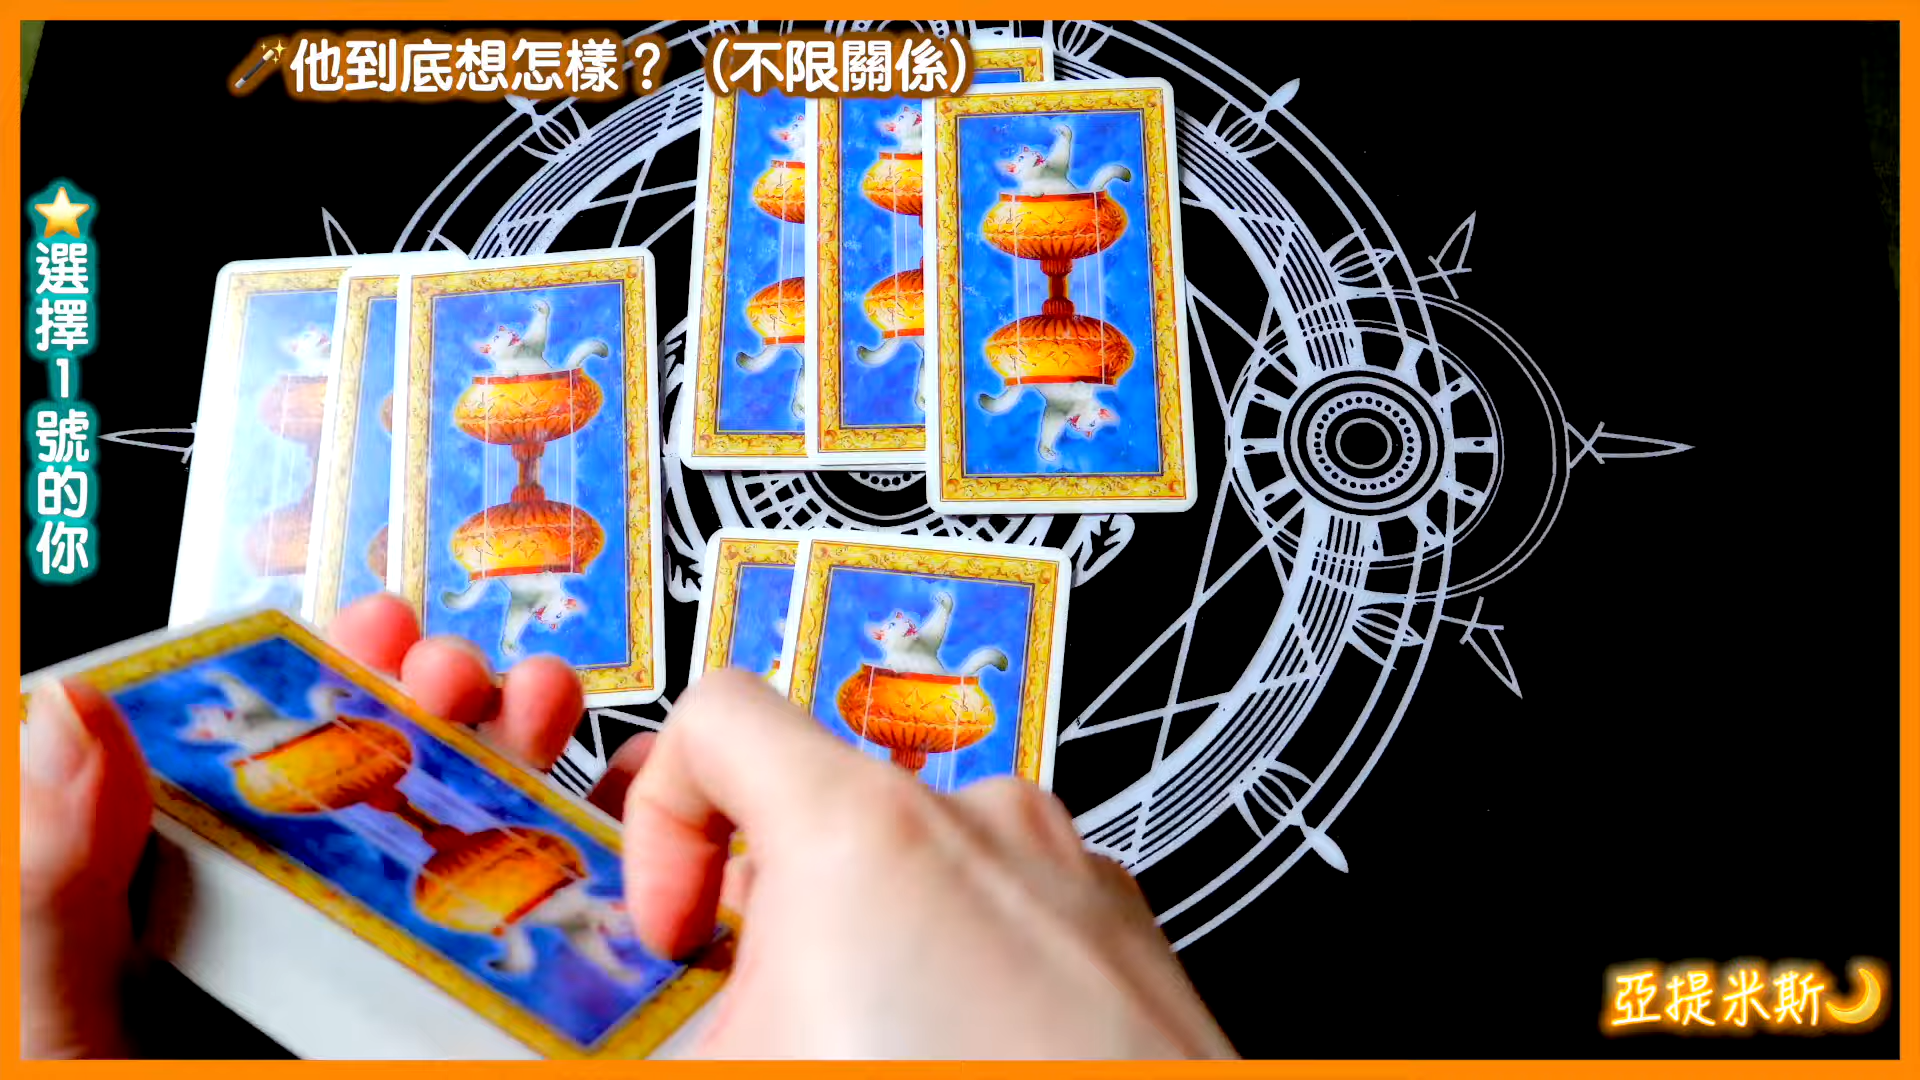 他到底想怎樣？（不限關係）
選擇1號的你
亞提米斯